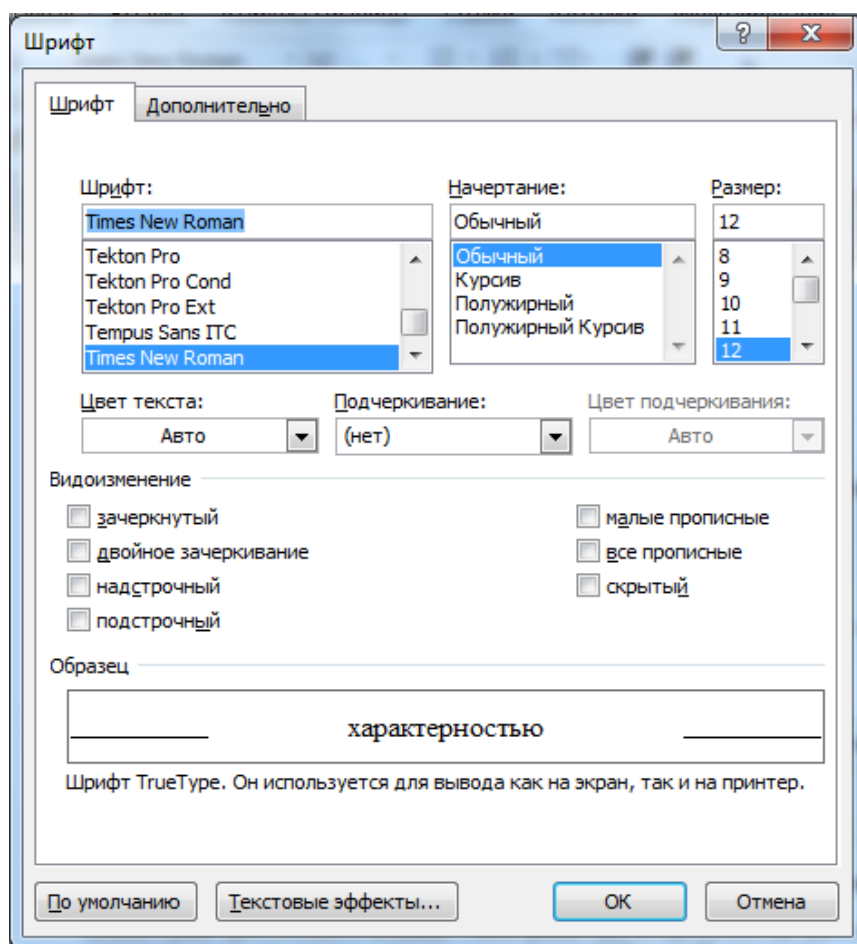 Шрифт
Шрифт Дополнительно
Шрифт: Начертание: Размер:
Times New Roman Обычный 12
Tekton Pro Обычный 8
Tekton Pro Cond Курсив 9
Tekton Pro Ext Полужирный 10
Tempus Sans ITC Полужирный Курсив 11
Times New Roman 12
Цвет текста: Подчеркивание: Цвет подчеркивания:
Авто (нет) Авто
Видоизменение
зачеркнутый малые прописные
двойное зачеркивание все прописные
надстрочный скрытый
подстрочный
Образец
характерностью
Шрифт TrueType. Он используется для вывода как на экран, так и на принтер.
По умолчанию Текстовые эффекты... ОК Отмена